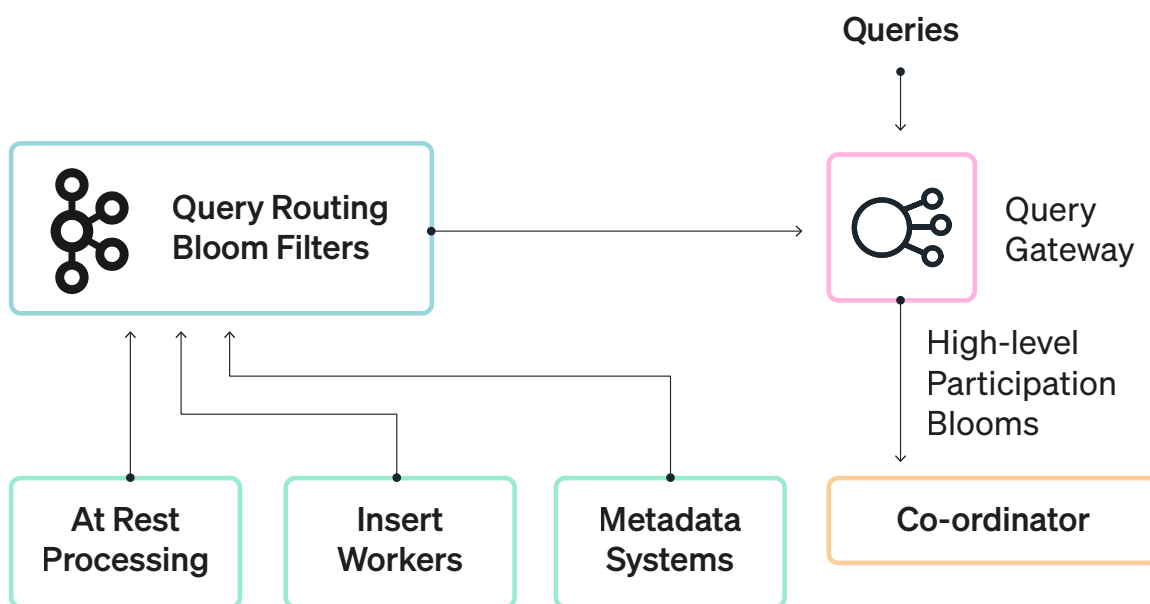 Queries
Query Routing
Bloom Filters
Query
Gateway
High-level
Participation
Blooms
At Rest
Processing
Insert
Workers
Metadata
Systems
Co-ordinator